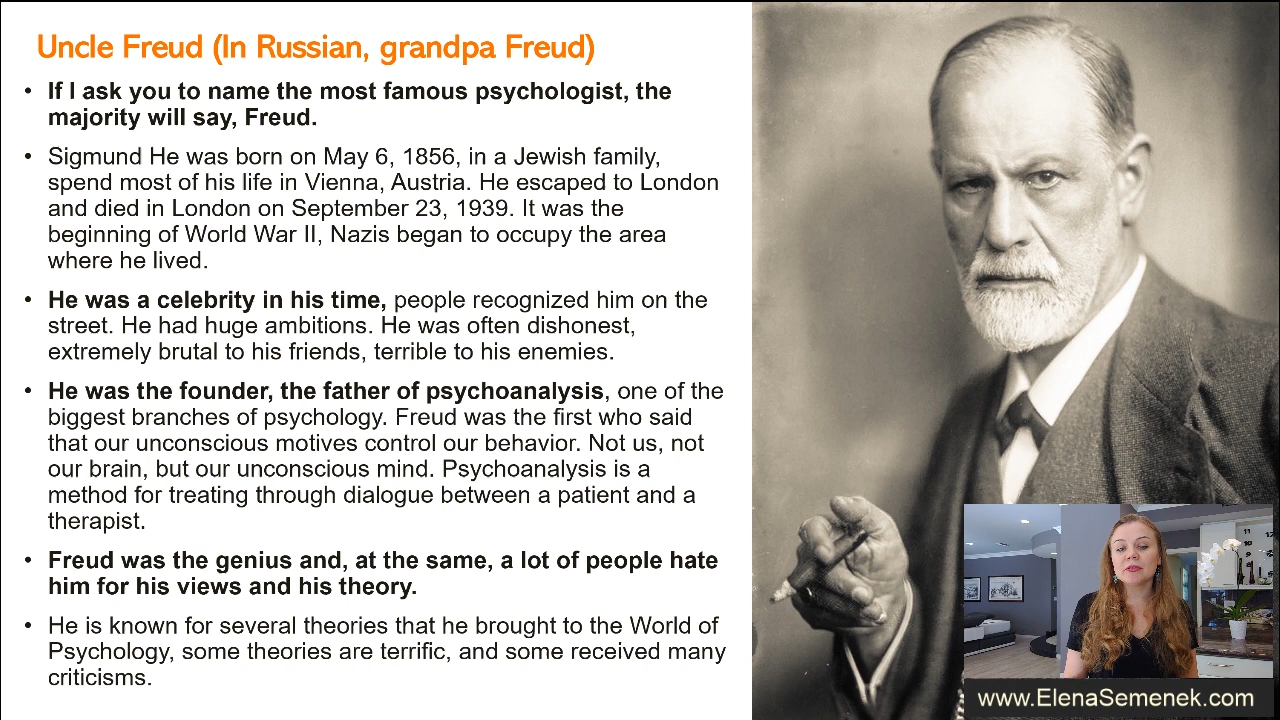 Uncle Freud (In Russian, grandpa Freud)
• If I ask you to name the most famous psychologist, the
majority will say, Freud.
• Sigmund He was born on May 6, 1856, in a Jewish family,
spend most of his life in Vienna, Austria. He escaped to London
and died in London on September 23, 1939. It was the
beginning of World War II, Nazis began to occupy the area
where he lived.
• He was a celebrity in his time, people recognized him on the
street. He had huge ambitions. He was often dishonest,
extremely brutal to his friends, terrible to his enemies.
• He was the founder, the father of psychoanalysis, one of the
biggest branches of psychology. Freud was the first who said
that our unconscious motives control our behavior. Not us, not
our brain, but our unconscious mind. Psychoanalysis is a
method for treating through dialogue between a patient and a
therapist.
• Freud was the genius and, at the same, a lot of people hate
him for his views and his theory.
• He is known for several theories that he brought to the World of
Psychology, some theories are terrific, and some received many
criticisms.
www.ElenaSemenek.com